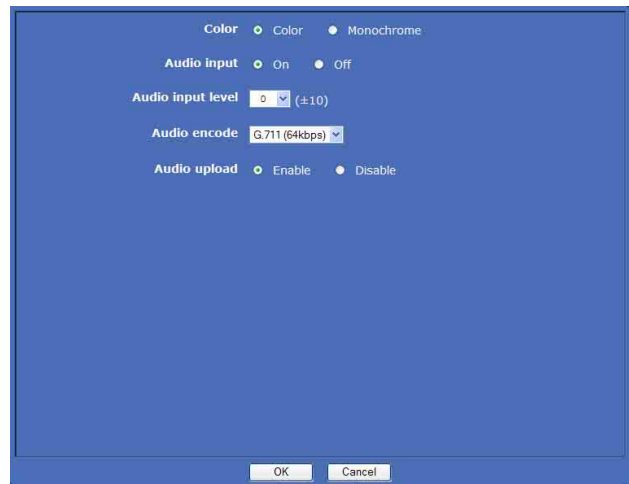 Color Color Monochrome
Audio input On Off
Audio input level 0 (±10)
Audio encode G.711 (64kbps)
Audio upload Enable Disable
OK Cancel